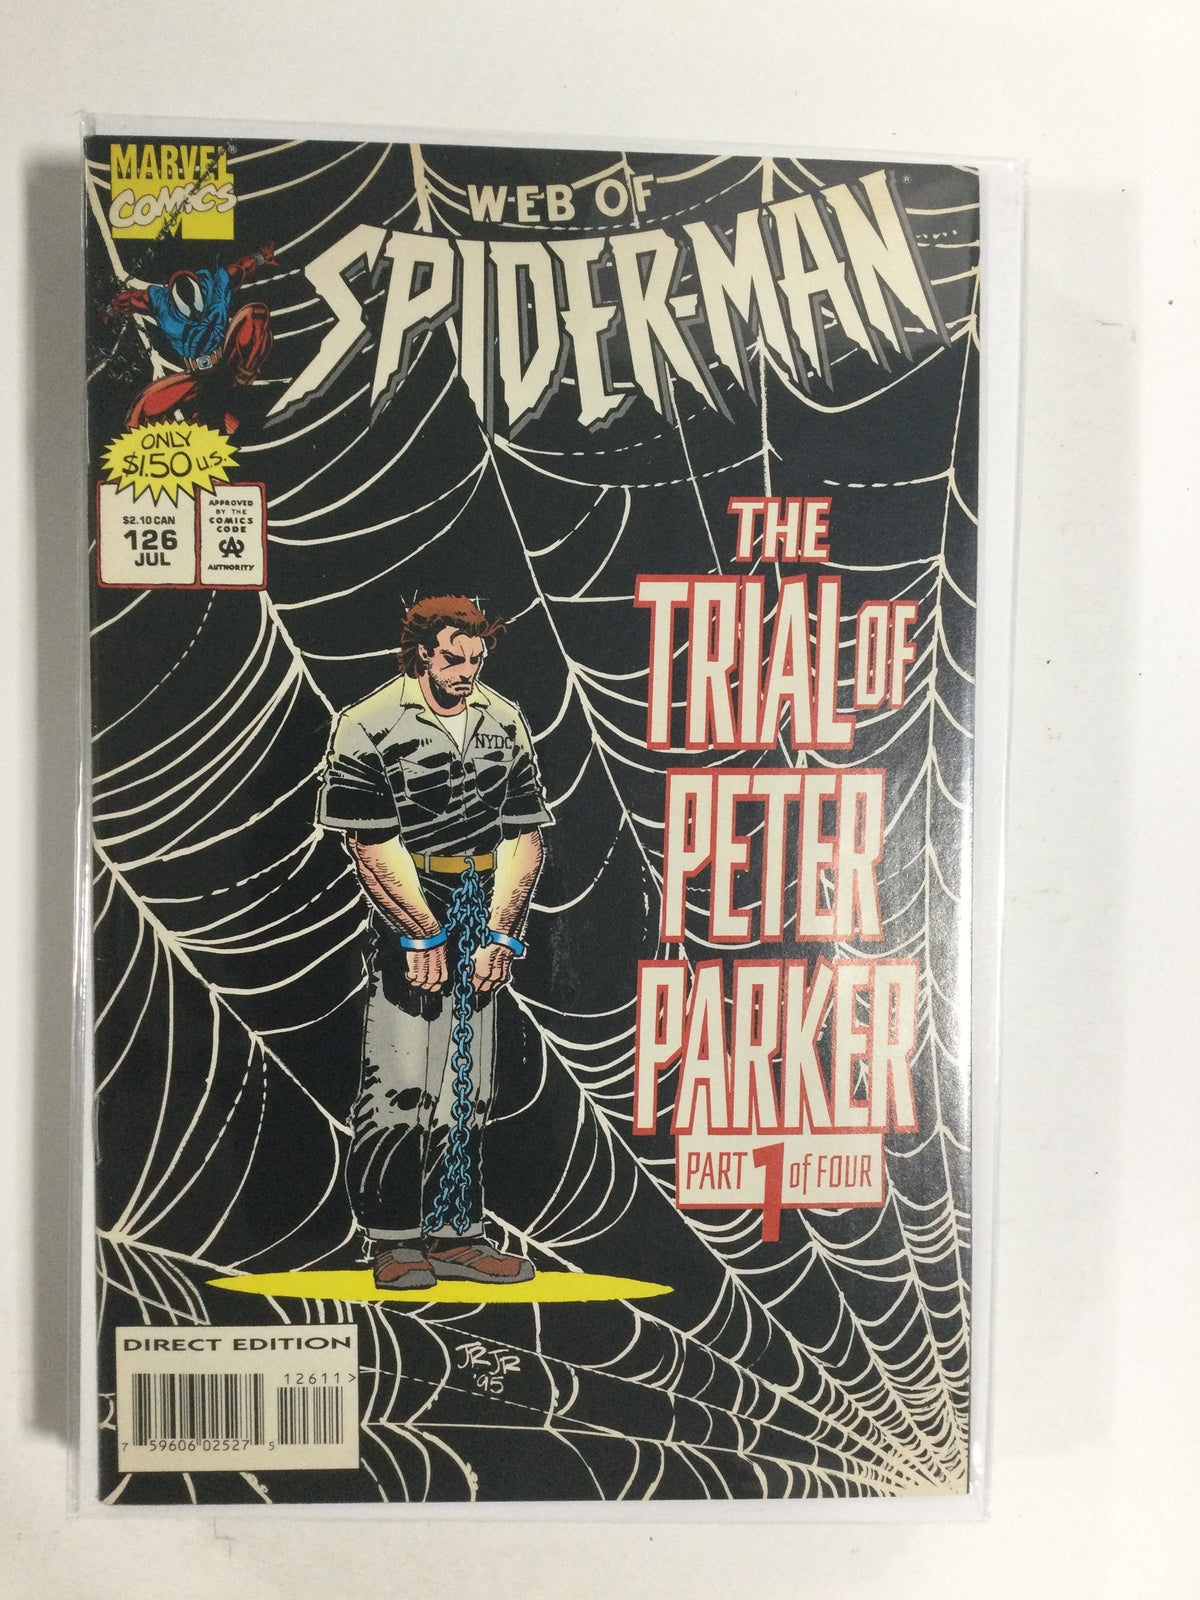 MARVEL
COMICS
WEB OF
SPIDER-MAN
®
ONLY
$1.50 U.S.
$2.10 CAN
126
JUL
APPROVED
BY THE
COMICS
CODE
CA
AUTHORITY
THE
TRIAL OF
PETER
PARKER
PART 1 of FOUR
NYDC
DIRECT EDITION
12611>
7 59606 02527 5
JRJR
'95